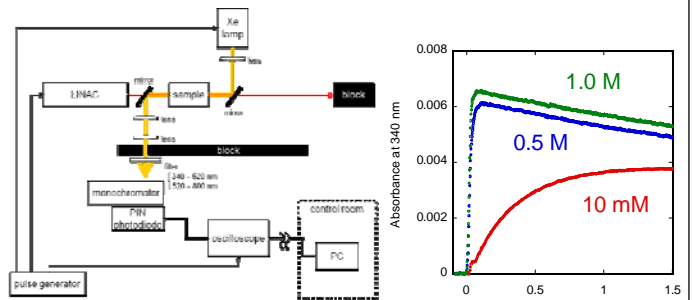 Xe
lamp
lens
mirror
LINAC
sample
block
mirror
lens
lens
block
filter
340 – 520 nm
520 – 800 nm
monochromator
PIN
photodiode
oscilloscope
control room
PC
pulse generator
0.008
0.006
0.004
0.002
0
Absorbance at 340 nm
1.0 M
0.5 M
10 mM
0
0.5
1
1.5